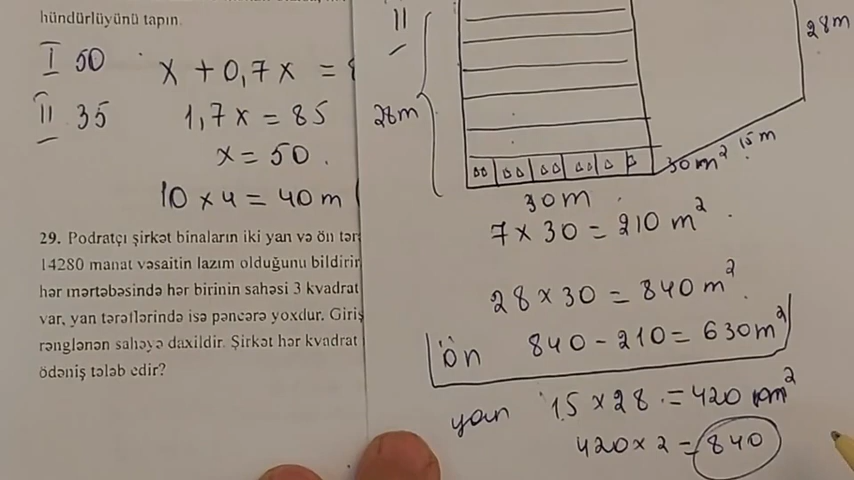 hündürlüyünü tapın.
I 50
x + 0,7x =
II 35
1,7x = 85
x = 50.
10 x 4 = 40 m
29. Podratçı şirkət binaların iki yan və ön tər
14280 manat vəsaitin lazım olduğunu bildirir
hər mərtəbəsində hər birinin sahəsi 3 kvadrat
var, yan tərəflərində isə pəncərə yoxdur. Giriş
rənglənən sahəyə daxildir. Şirkət hər kvadrat
ödəniş tələb edir?
II
28m
28m
30m² 15m
30m
7 x 30 = 210 m².
28 x 30 = 840 m².
ön 840 - 210 = 630m²
yan 15 x 28 = 420 m²
420 x 2 = 840